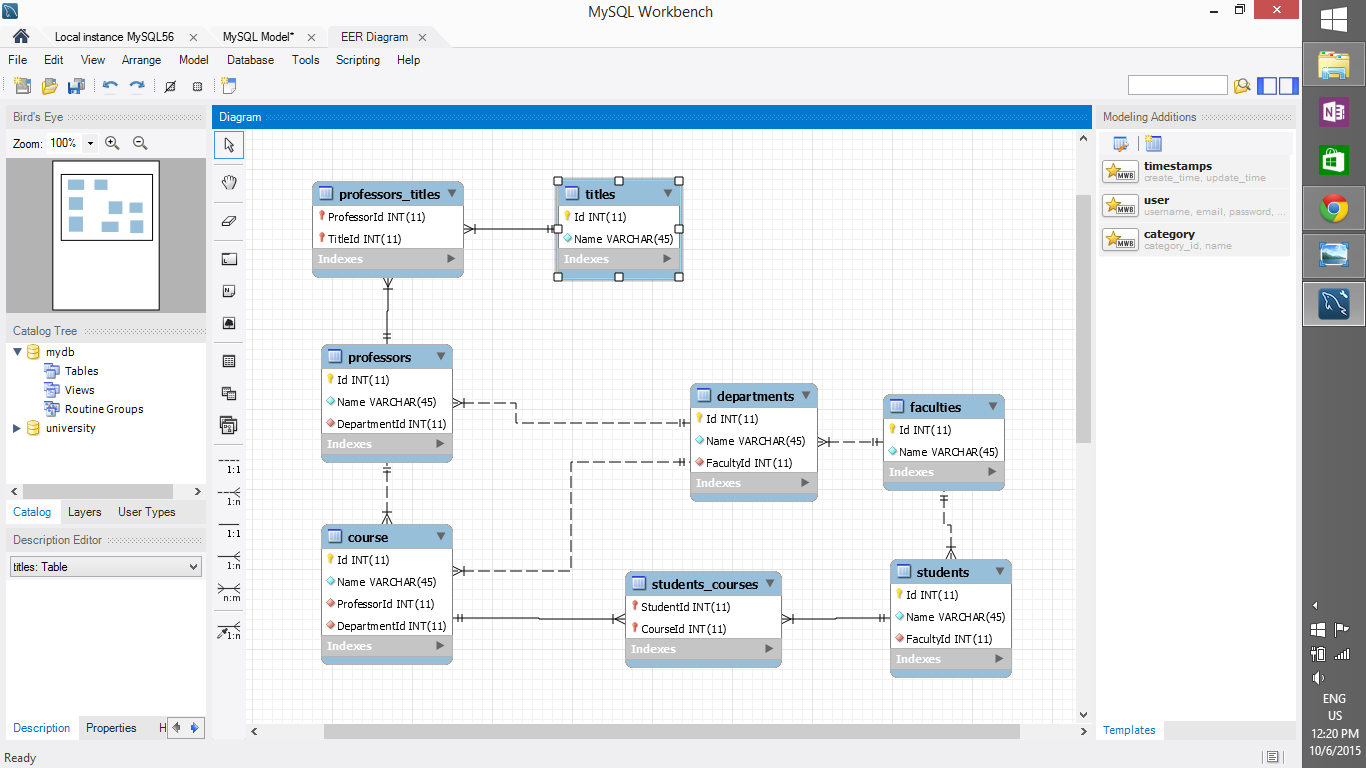 MySQL Workbench
Local instance MySQL56
MySQL Model*
EER Diagram
File Edit View Arrange Model Database Tools Scripting Help
Bird's Eye
Zoom: 100%
Catalog Tree
mydb
Tables
Views
Routine Groups
university
Catalog Layers User Types
Description Editor
titles: Table
Description Properties H
Ready
Diagram
1:1
1:n
1:1
1:n
n:m
1:n
professors_titles
ProfessorId INT(11)
TitleId INT(11)
Indexes
titles
Id INT(11)
Name VARCHAR(45)
Indexes
professors
Id INT(11)
Name VARCHAR(45)
DepartmentId INT(11)
Indexes
departments
Id INT(11)
Name VARCHAR(45)
FacultyId INT(11)
Indexes
faculties
Id INT(11)
Name VARCHAR(45)
Indexes
course
Id INT(11)
Name VARCHAR(45)
ProfessorId INT(11)
DepartmentId INT(11)
Indexes
students_courses
StudentId INT(11)
CourseId INT(11)
Indexes
students
Id INT(11)
Name VARCHAR(45)
FacultyId INT(11)
Indexes
Modeling Additions
MWB
timestamps
create_time, update_time
MWB
user
username, email, password, ...
MWB
category
category_id, name
Templates
N
ENG
US
12:20 PM
10/6/2015